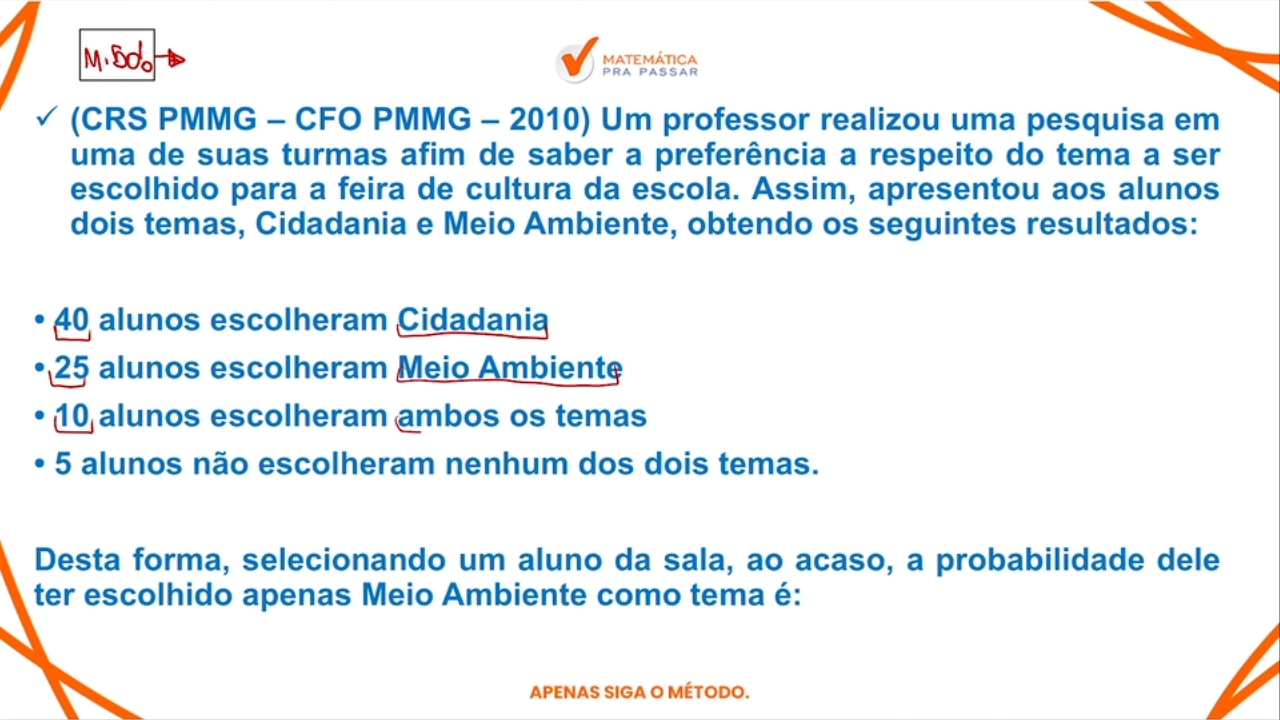 M.50%
MATEMÁTICA
PRA PASSAR
✓ (CRS PMMG – CFO PMMG – 2010) Um professor realizou uma pesquisa em
uma de suas turmas afim de saber a preferência a respeito do tema a ser
escolhido para a feira de cultura da escola. Assim, apresentou aos alunos
dois temas, Cidadania e Meio Ambiente, obtendo os seguintes resultados:
• 40 alunos escolheram Cidadania
• 25 alunos escolheram Meio Ambiente
• 10 alunos escolheram ambos os temas
• 5 alunos não escolheram nenhum dos dois temas.
Desta forma, selecionando um aluno da sala, ao acaso, a probabilidade dele
ter escolhido apenas Meio Ambiente como tema é:
APENAS SIGA O MÉTODO.